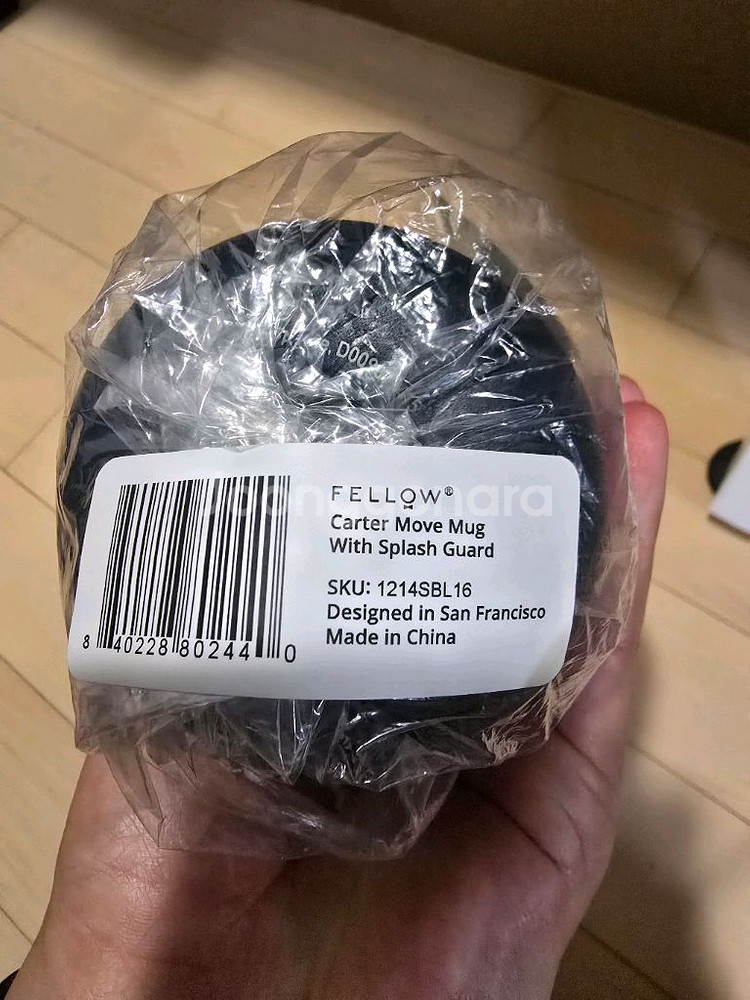 D009
FELLOW®
Carter Move Mug
With Splash Guard
SKU: 1214SBL16
Designed in San Francisco
Made in China
8 40228 80244 0